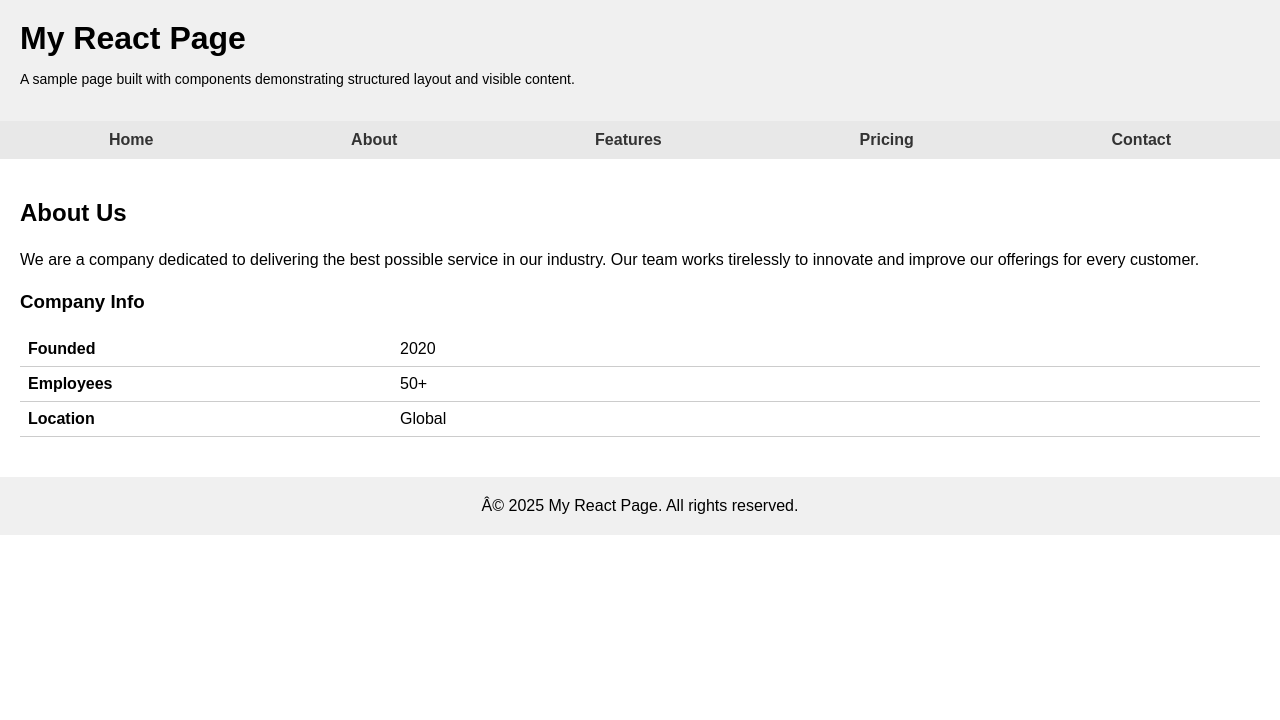 My React Page
A sample page built with components demonstrating structured layout and visible content.
Home About Features Pricing Contact
About Us
We are a company dedicated to delivering the best possible service in our industry. Our team works tirelessly to innovate and improve our offerings for every customer.
Company Info
Founded 2020
Employees 50+
Location Global
Â© 2025 My React Page. All rights reserved.